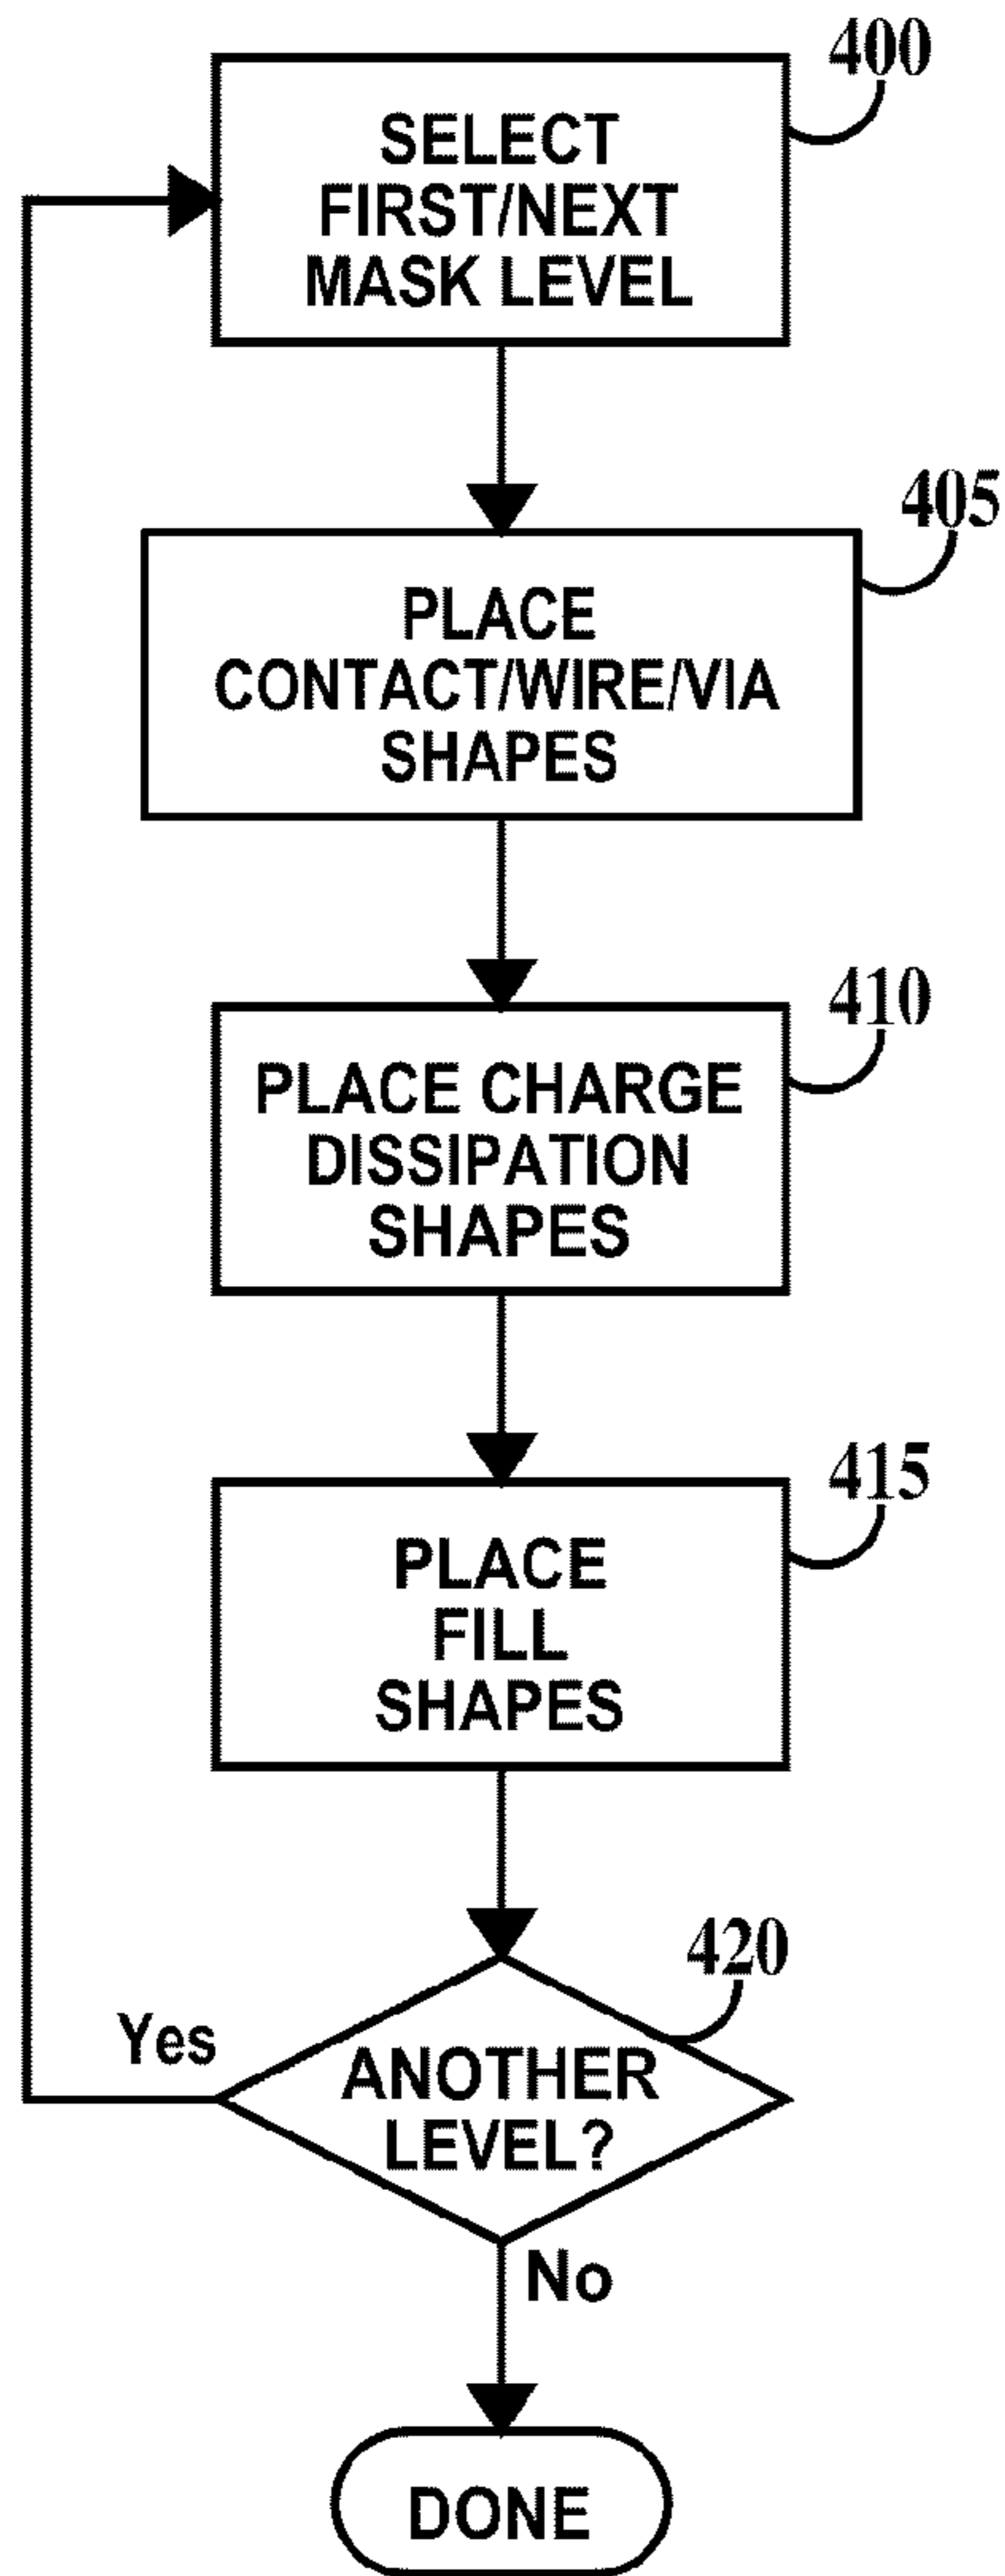 400
SELECT
FIRST/NEXT
MASK LEVEL
405
PLACE
CONTACT/WIRE/VIA
SHAPES
410
PLACE CHARGE
DISSIPATION
SHAPES
415
PLACE
FILL
SHAPES
420
Yes
ANOTHER
LEVEL?
No
DONE